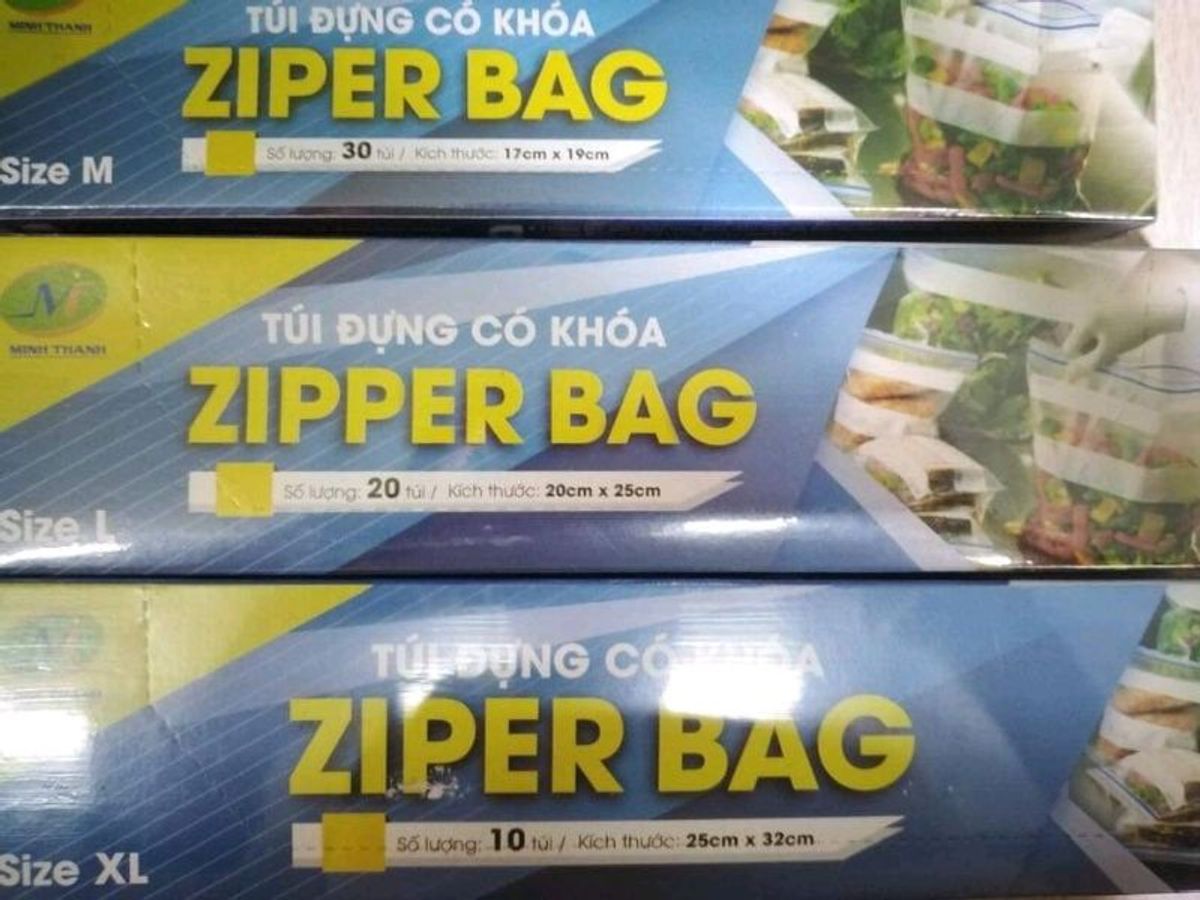 MINH THANH
TÚI ĐỰNG CÓ KHÓA
ZIPER BAG
Số lượng: 30 túi / Kích thước: 17cm x 19cm
Size M
MT
MINH THANH
TÚI ĐỰNG CÓ KHÓA
ZIPPER BAG
Số lượng: 20 túi / Kích thước: 20cm x 25cm
Size L
TÚI ĐỰNG CÓ KHÓA
ZIPER BAG
Số lượng: 10 túi / Kích thước: 25cm x 32cm
Size XL